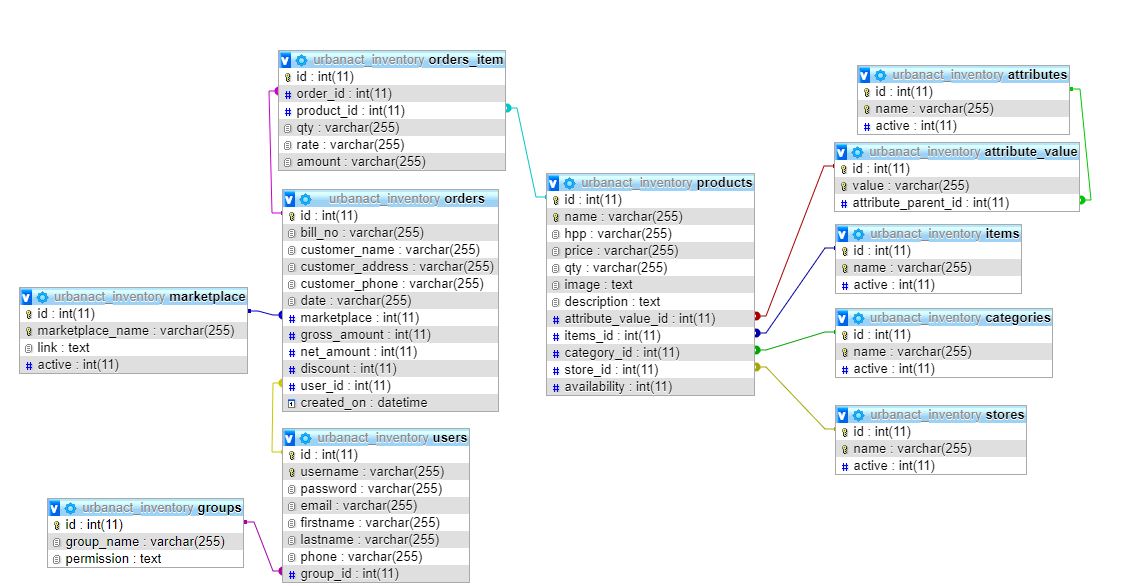 urbanact_inventory orders_item
id : int(11)
order_id : int(11)
product_id : int(11)
qty : varchar(255)
rate : varchar(255)
amount : varchar(255)
urbanact_inventory orders
id : int(11)
bill_no : varchar(255)
customer_name : varchar(255)
customer_address : varchar(255)
customer_phone : varchar(255)
date : varchar(255)
marketplace : int(11)
gross_amount : int(11)
net_amount : int(11)
discount : int(11)
user_id : int(11)
created_on : datetime
urbanact_inventory marketplace
id : int(11)
marketplace_name : varchar(255)
link : text
active : int(11)
urbanact_inventory users
id : int(11)
username : varchar(255)
password : varchar(255)
email : varchar(255)
firstname : varchar(255)
lastname : varchar(255)
phone : varchar(255)
group_id : int(11)
urbanact_inventory groups
id : int(11)
group_name : varchar(255)
permission : text
urbanact_inventory products
id : int(11)
name : varchar(255)
hpp : varchar(255)
price : varchar(255)
qty : varchar(255)
image : text
description : text
attribute_value_id : int(11)
items_id : int(11)
category_id : int(11)
store_id : int(11)
availability : int(11)
urbanact_inventory attributes
id : int(11)
name : varchar(255)
active : int(11)
urbanact_inventory attribute_value
id : int(11)
value : varchar(255)
attribute_parent_id : int(11)
urbanact_inventory items
id : int(11)
name : varchar(255)
active : int(11)
urbanact_inventory categories
id : int(11)
name : varchar(255)
active : int(11)
urbanact_inventory stores
id : int(11)
name : varchar(255)
active : int(11)